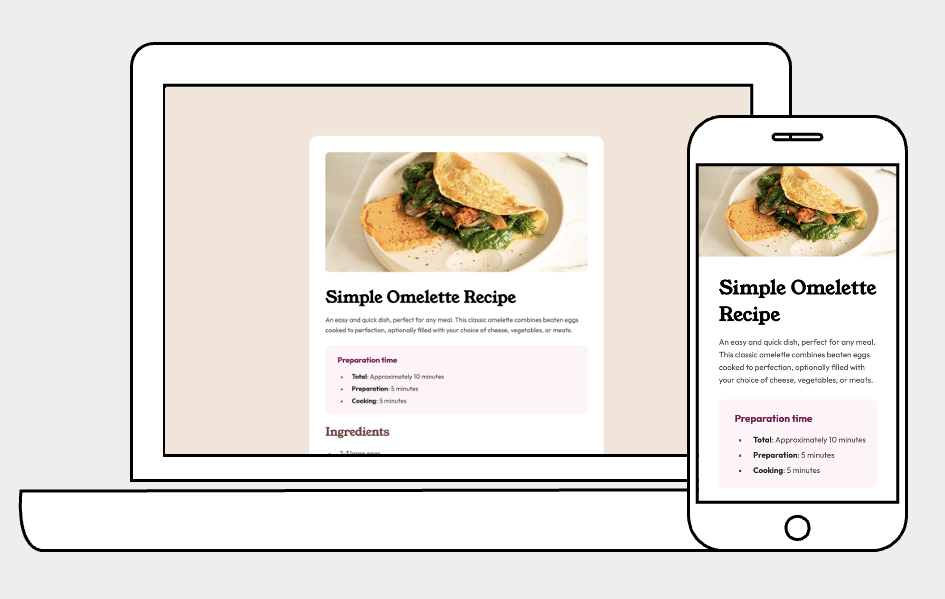 Simple Omelette Recipe
An easy and quick dish, perfect for any meal. This classic omelette combines beaten eggs
cooked to perfection, optionally filled with your choice of cheese, vegetables, or meats.
Preparation time
• Total: Approximately 10 minutes
• Preparation: 5 minutes
• Cooking: 5 minutes
Ingredients
• 2-3 large eggs
Simple Omelette
Recipe
An easy and quick dish, perfect for any meal.
This classic omelette combines beaten eggs
cooked to perfection, optionally filled with
your choice of cheese, vegetables, or meats.
Preparation time
• Total: Approximately 10 minutes
• Preparation: 5 minutes
• Cooking: 5 minutes